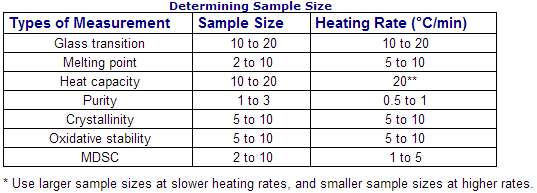 Determining Sample Size
Types of Measurement Sample Size Heating Rate (°C/min)
Glass transition 10 to 20 10 to 20
Melting point 2 to 10 5 to 10
Heat capacity 10 to 20 20**
Purity 1 to 3 0.5 to 1
Crystallinity 5 to 10 5 to 10
Oxidative stability 5 to 10 5 to 10
MDSC 2 to 10 1 to 5
* Use larger sample sizes at slower heating rates, and smaller sample sizes at higher rates.